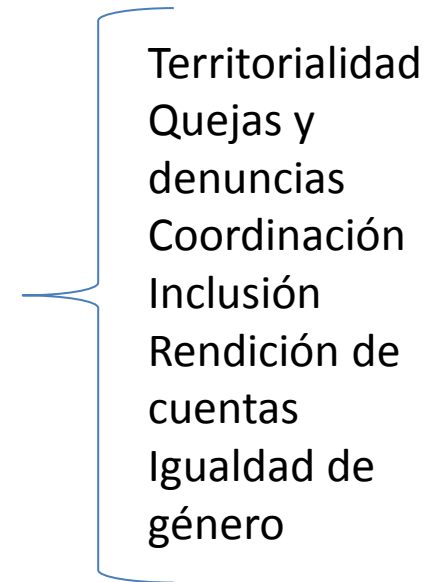 Territorialidad
Quejas y
denuncias
Coordinación
Inclusión
Rendición de
cuentas
Igualdad de
género